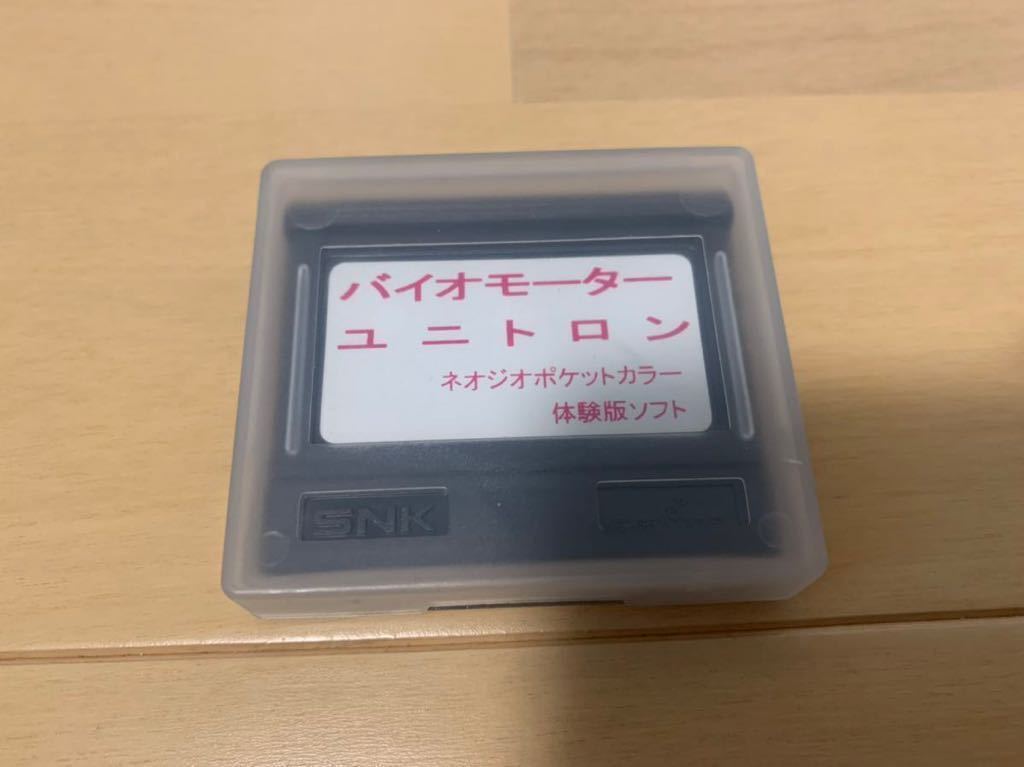 バイオモーター
ユニトロン
ネオジオポケットカラー
体験版ソフト
SNK